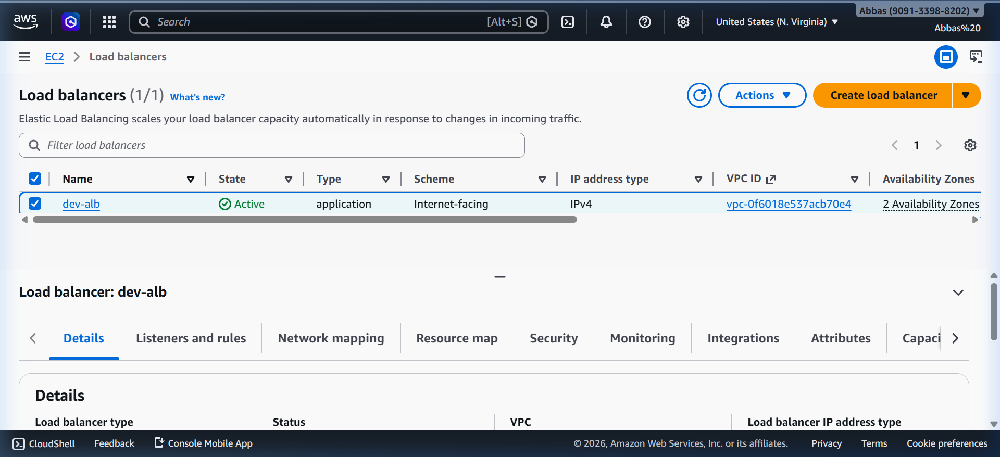 aws
Search [Alt+S]
United States (N. Virginia)
Abbas (9091-3398-8202)
Abbas%20
EC2 Load balancers
Load balancers (1/1) What's new?
Actions
Create load balancer
Elastic Load Balancing scales your load balancer capacity automatically in response to changes in incoming traffic.
Filter load balancers
1
Name State Type Scheme IP address type VPC ID Availability Zones
dev-alb Active application Internet-facing IPv4 vpc-0f6018e537acb70e4 2 Availability Zones
Load balancer: dev-alb
Details Listeners and rules Network mapping Resource map Security Monitoring Integrations Attributes Capaci
Details
Load balancer type Status VPC Load balancer IP address type
CloudShell Feedback Console Mobile App © 2026, Amazon Web Services, Inc. or its affiliates. Privacy Terms Cookie preferences